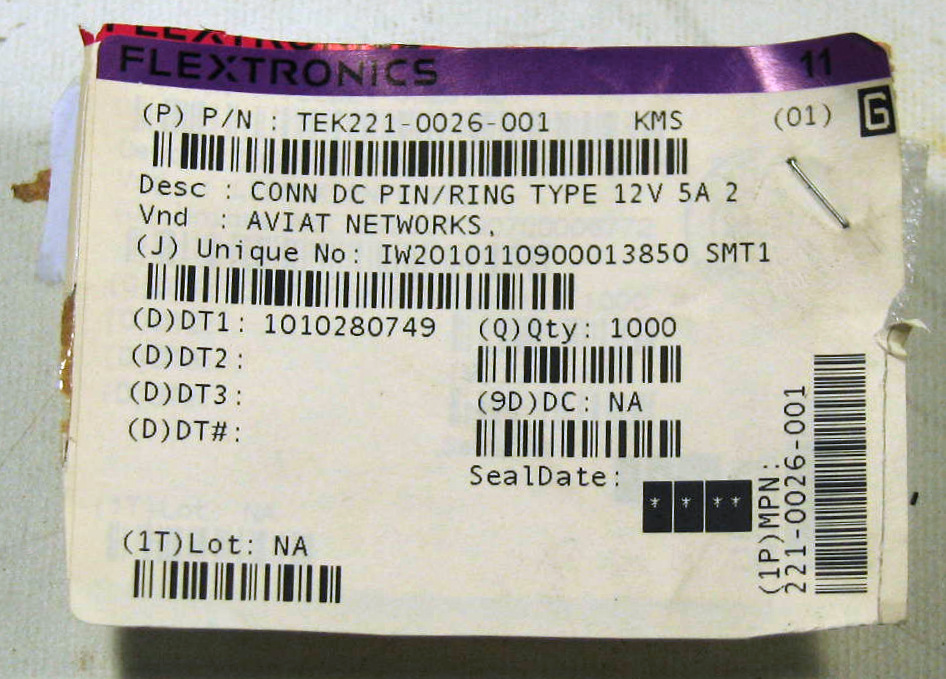 FLEXTRONICS 11
(P) P/N : TEK221-0026-001 KMS (01) G
Desc : CONN DC PIN/RING TYPE 12V 5A 2
Vnd : AVIAT NETWORKS,
(J) Unique No: IW2010110900013850 SMT1
(D)DT1: 1010280749 (Q)Qty: 1000
(D)DT2:
(D)DT3: (9D)DC: NA
(D)DT#:
SealDate:
* * * *
(1T)Lot: NA
(1P)MPN:
221-0026-001